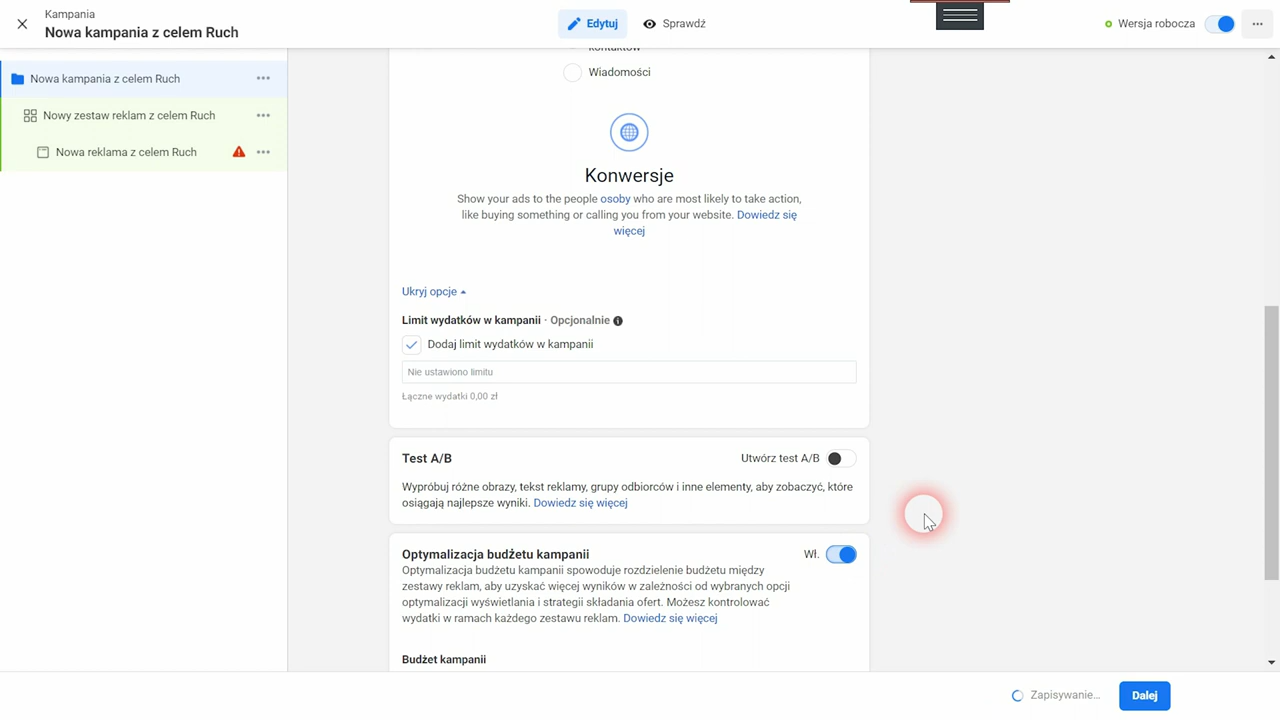 Kampania
Nowa kampania z celem Ruch
Edytuj
Sprawdź
Wersja robocza
Nowa kampania z celem Ruch
Nowy zestaw reklam z celem Ruch
Nowa reklama z celem Ruch
kontaktów
Wiadomości
Konwersje
Show your ads to the people osoby who are most likely to take action,
like buying something or calling you from your website. Dowiedz się
więcej
Ukryj opcje
Limit wydatków w kampanii · Opcjonalnie
Dodaj limit wydatków w kampanii
Nie ustawiono limitu
Łączne wydatki 0,00 zł
Test A/B
Utwórz test A/B
Wypróbuj różne obrazy, tekst reklamy, grupy odbiorców i inne elementy, aby zobaczyć, które
osiągają najlepsze wyniki. Dowiedz się więcej
Optymalizacja budżetu kampanii
Wł.
Optymalizacja budżetu kampanii spowoduje rozdzielenie budżetu między
zestawy reklam, aby uzyskać więcej wyników w zależności od wybranych opcji
optymalizacji wyświetlania i strategii składania ofert. Możesz kontrolować
wydatki w ramach każdego zestawu reklam. Dowiedz się więcej
Budżet kampanii
Zapisywanie...
Dalej